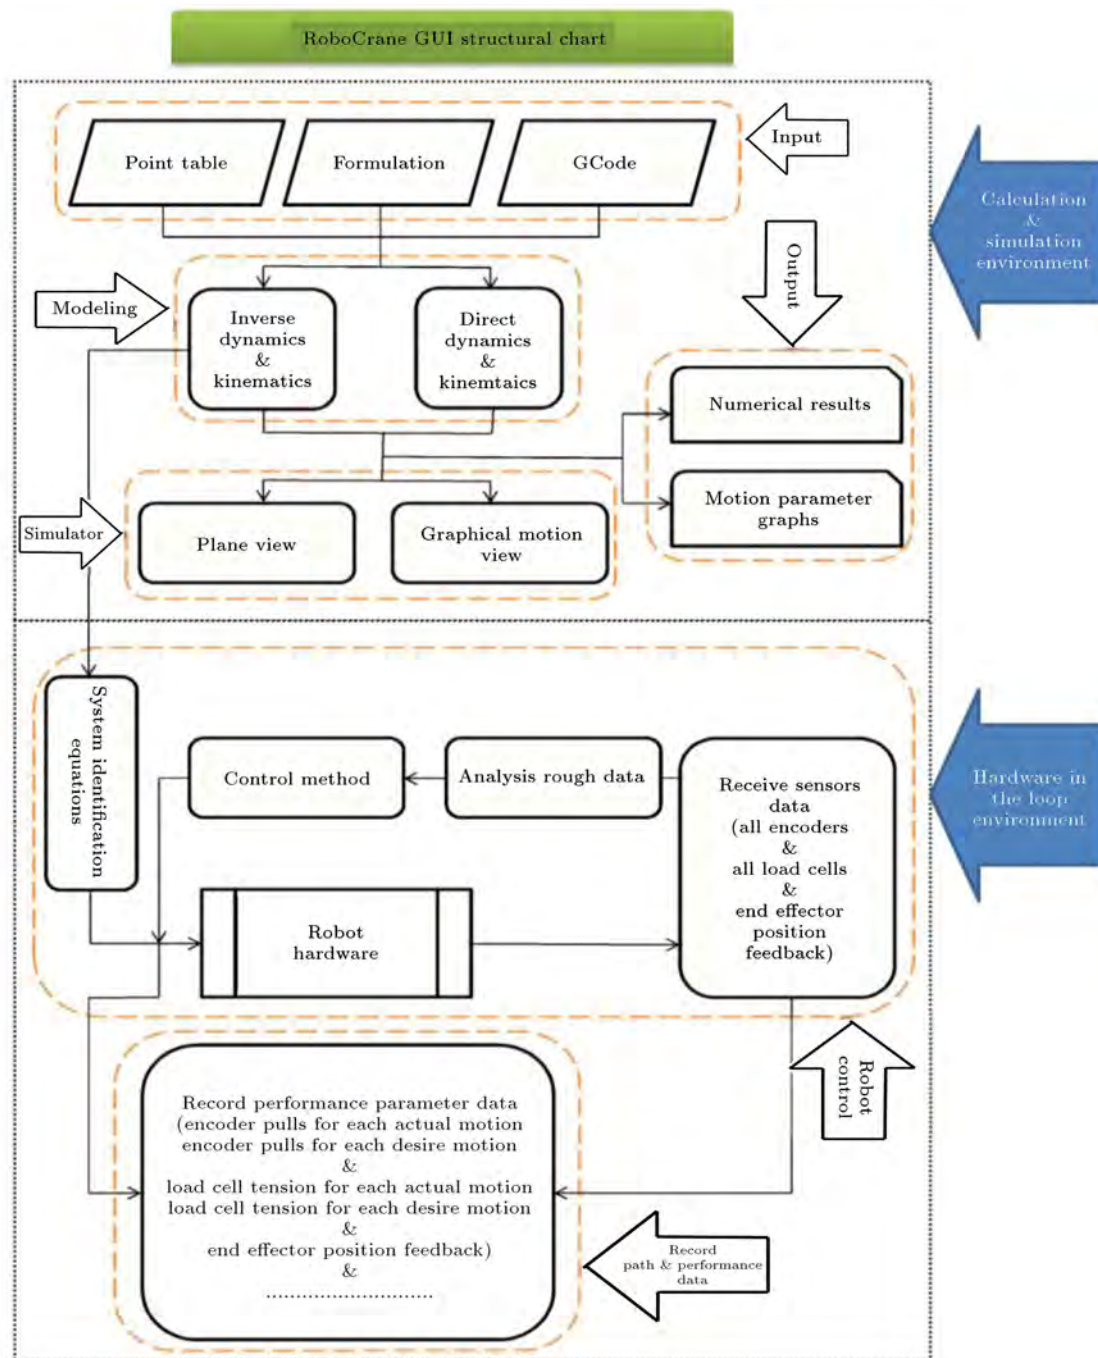 RoboCrane GUI structural chart
Point table
Formulation
GCode
Input
Calculation
&
simulation
environment
Output
Modeling
Inverse
dynamics
&
kinematics
Direct
dynamics
&
kinemtaics
Numerical results
Motion parameter
graphs
Simulator
Plane view
Graphical motion
view
System identification
equations
Control method
Analysis rough data
Receive sensors
data
(all encoders
&
all load cells
&
end effector
position
feedback)
Hardware in
the loop
environment
Robot
hardware
Robot
control
Record performance parameter data
(encoder pulls for each actual motion
encoder pulls for each desire motion
&
load cell tension for each actual motion
load cell tension for each desire motion
&
end effector position feedback)
&
............................
Record
path & performance
data